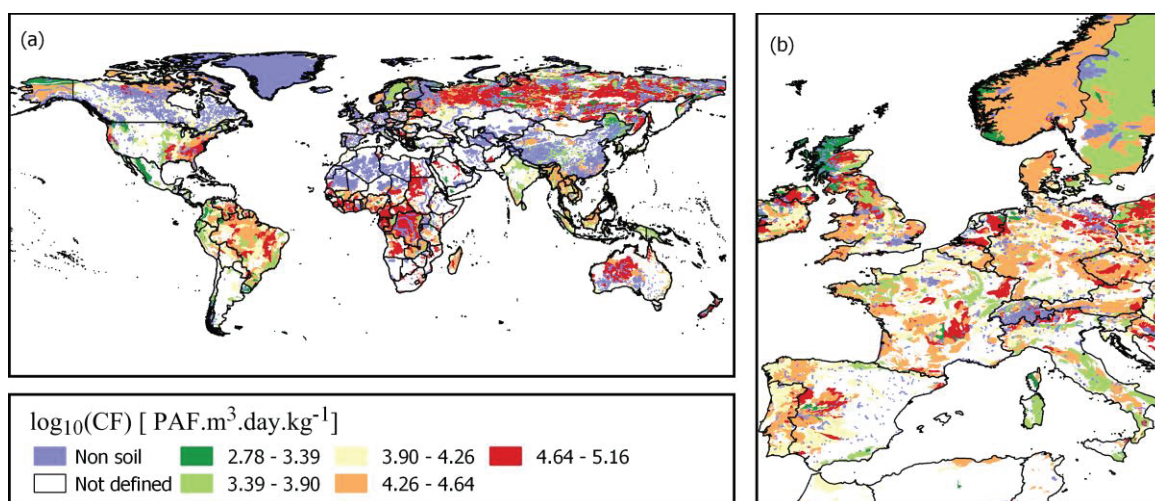 (a)
(b)
log₁₀(CF) [ PAF.m³.day.kg⁻¹]
Non soil 2.78 - 3.39 3.90 - 4.26 4.64 - 5.16
Not defined 3.39 - 3.90 4.26 - 4.64